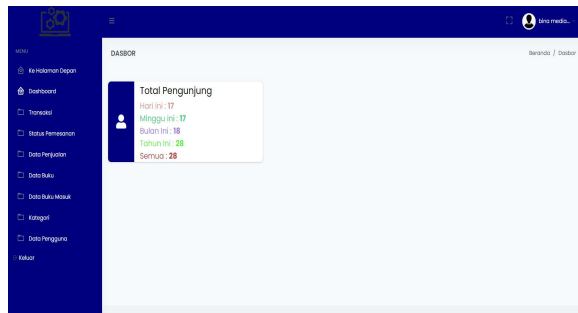 bina media...
MENU
Ke Halaman Depan
Dashboard
Transaksi
Status Pemesanan
Data Penjualan
Data Buku
Data Buku Masuk
Kategori
Data Pengguna
Keluar
DASBOR
Beranda / Dasbor
Total Pengunjung
Hari ini : 17
Minggu ini : 17
Bulan Ini : 18
Tahun Ini : 28
Semua : 28